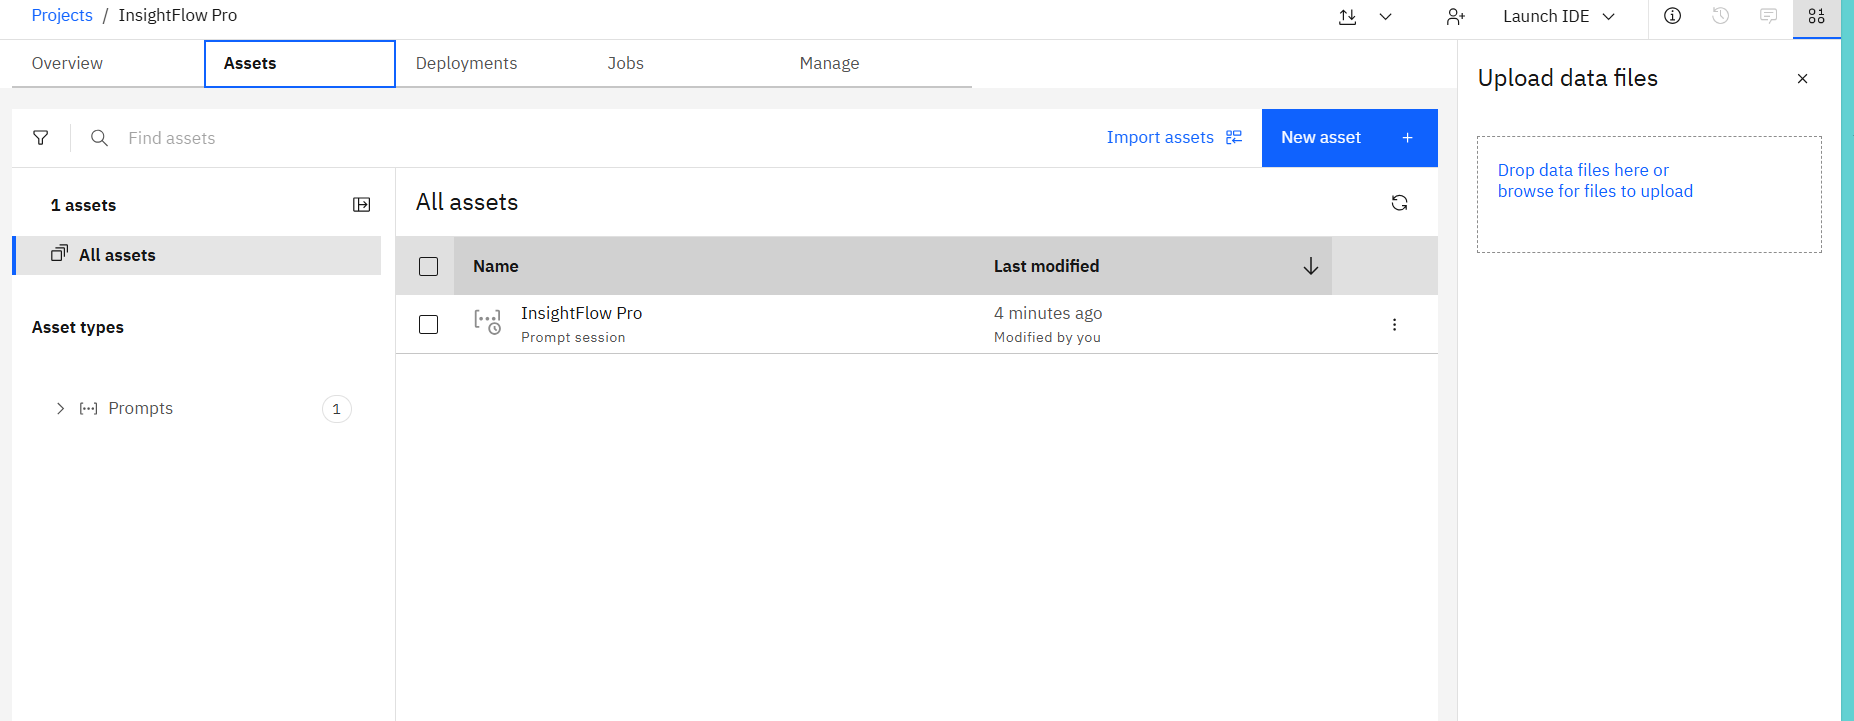 Projects / InsightFlow Pro
Launch IDE
Overview
Assets
Deployments
Jobs
Manage
Upload data files
Find assets
Import assets
New asset +
Drop data files here or
browse for files to upload
1 assets
All assets
All assets
Name
Last modified
InsightFlow Pro
4 minutes ago
Prompt session
Modified by you
Asset types
Prompts
1